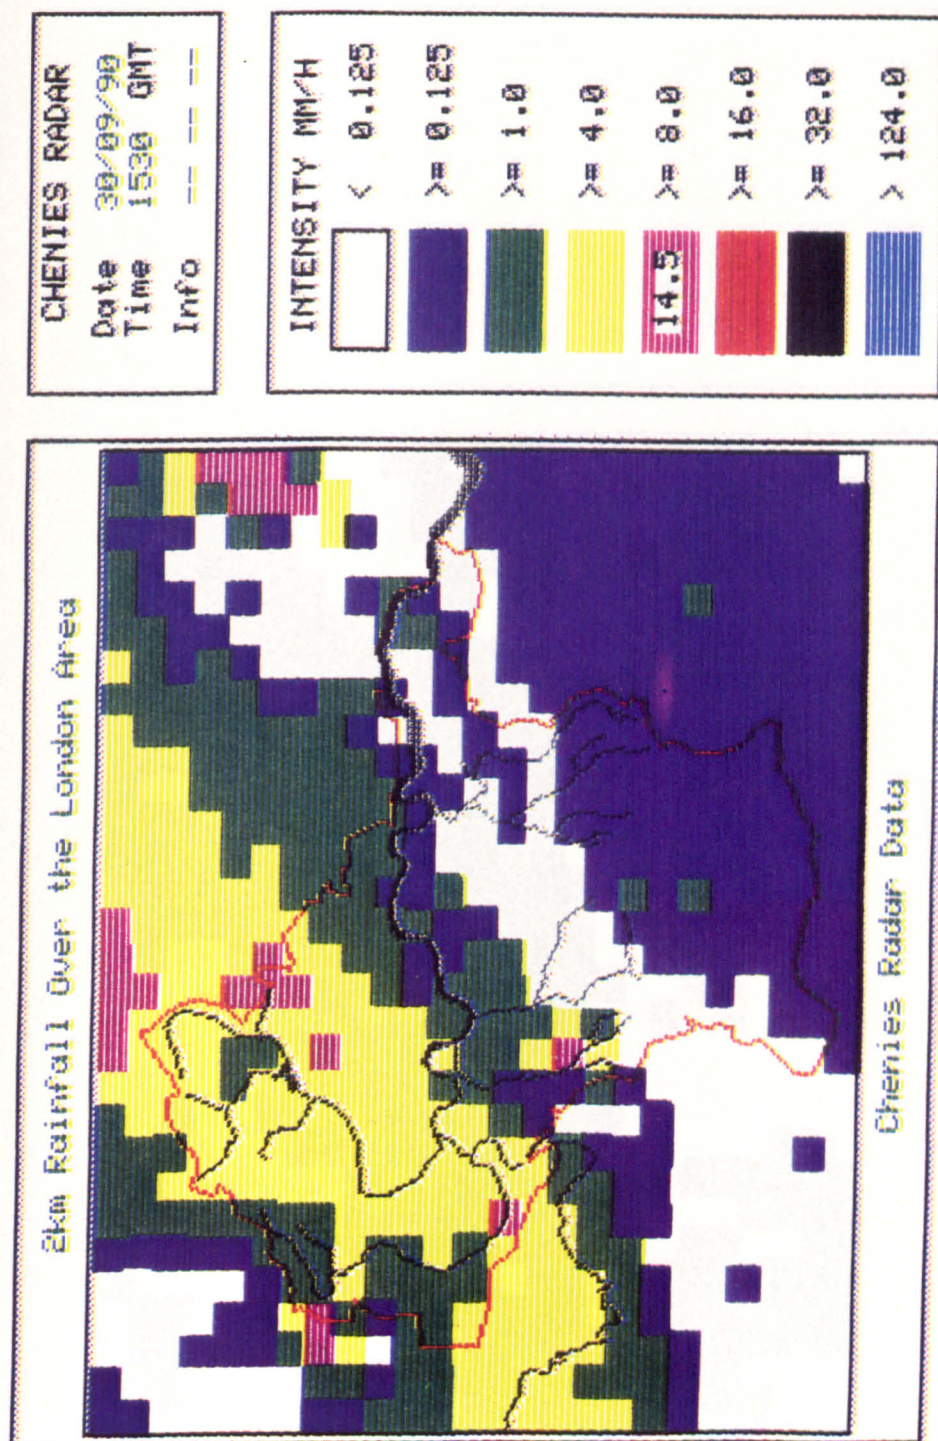 2km Rainfall Over the London Area
Chenies Radar Data
CHENIES RADAR
Date 30/09/90
Time 1530 GMT
Info -- -- --
INTENSITY MM/H
< 0.125
>= 0.125
>= 1.0
>= 4.0
14.5 >= 8.0
>= 16.0
>= 32.0
> 124.0